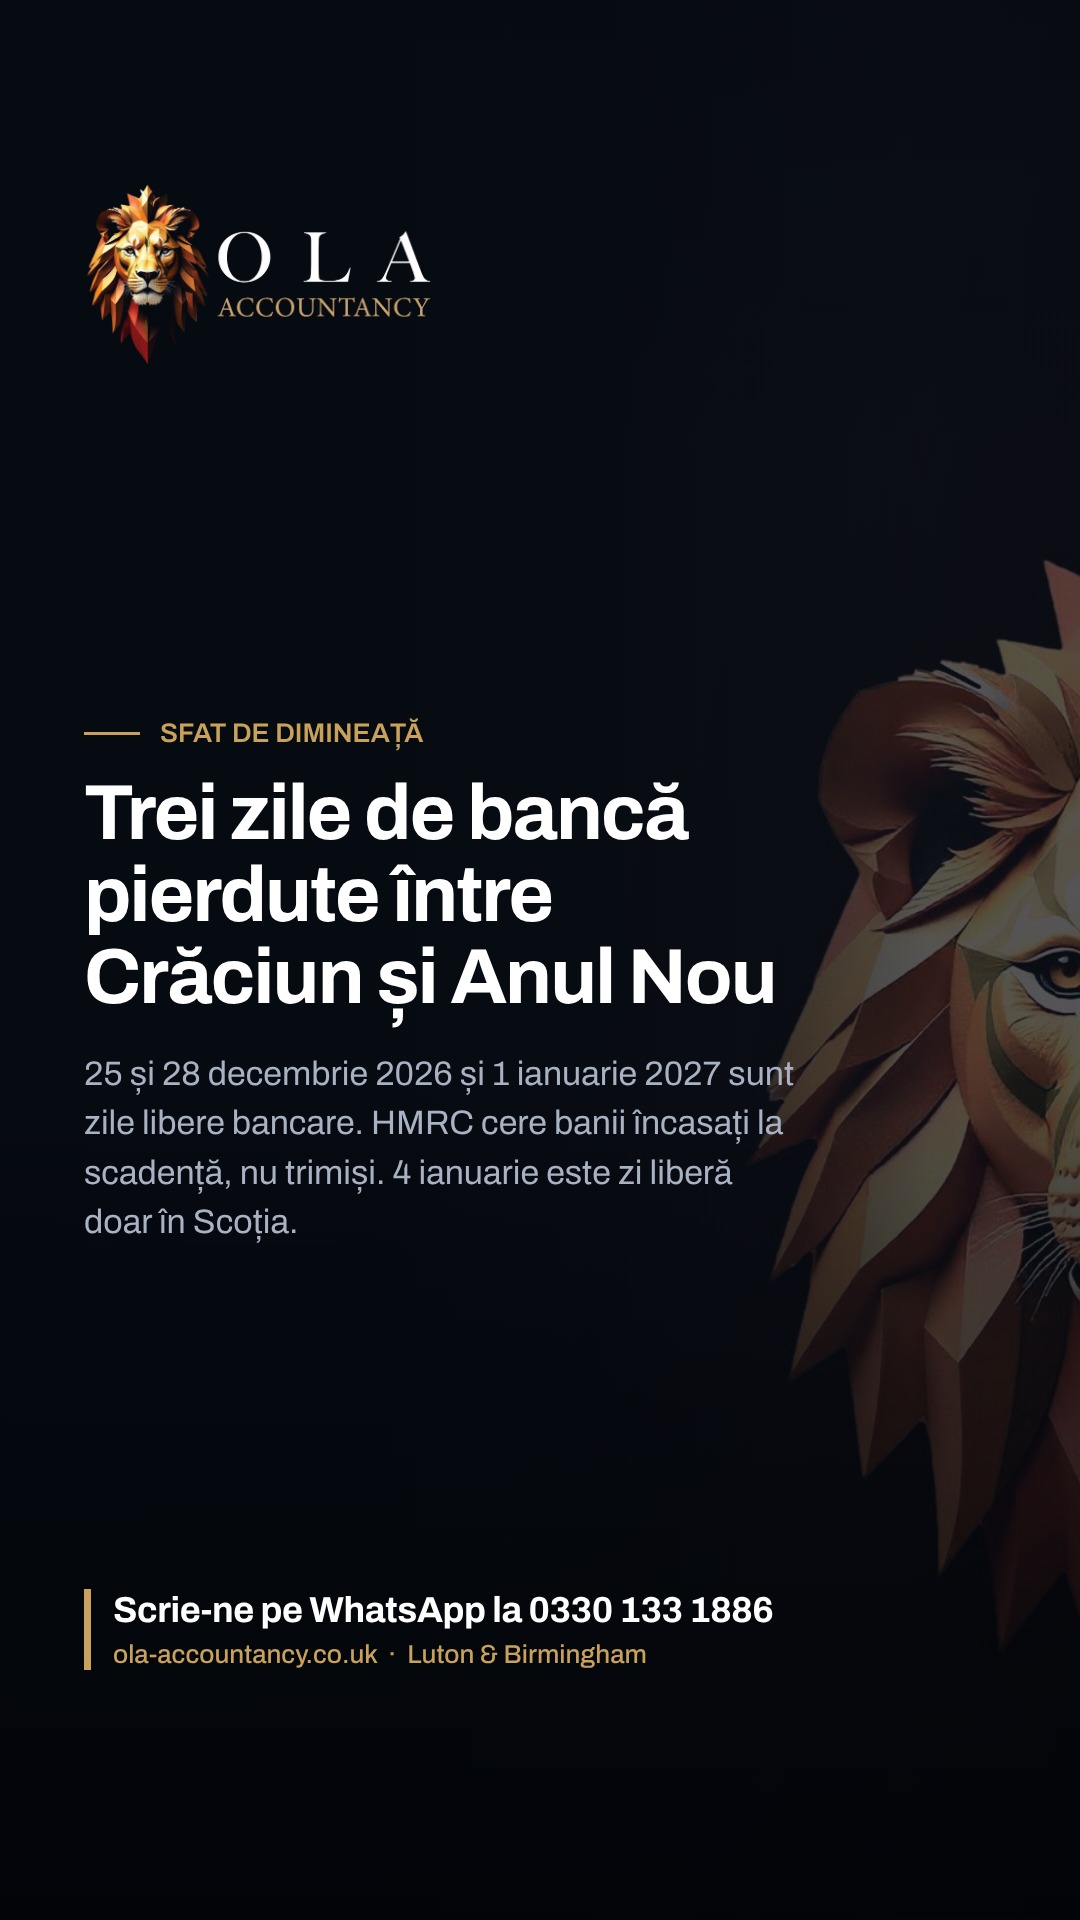 OLA
ACCOUNTANCY
SFAT DE DIMINEAȚĂ
Trei zile de bancă
pierdute între
Crăciun și Anul Nou
25 și 28 decembrie 2026 și 1 ianuarie 2027 sunt
zile libere bancare. HMRC cere banii încasați la
scadență, nu trimiși. 4 ianuarie este zi liberă
doar în Scoția.
Scrie-ne pe WhatsApp la 0330 133 1886
ola-accountancy.co.uk · Luton & Birmingham